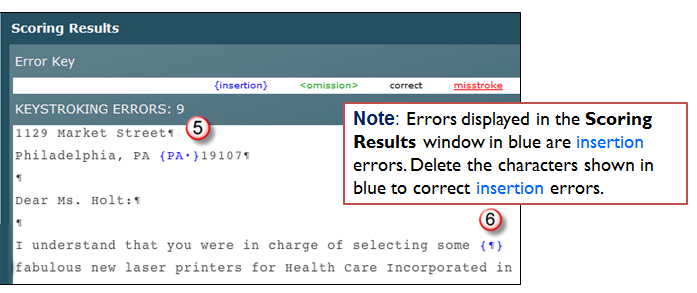 Scoring Results
Error Key
{insertion} <omission> correct misstroke
KEYSTROKING ERRORS: 9
1129 Market Street¶
5
Philadelphia, PA {PA·}19107¶
¶
Dear Ms. Holt:¶
¶
6
I understand that you were in charge of selecting some {¶}
fabulous new laser printers for Health Care Incorporated in
Note: Errors displayed in the Scoring
Results window in blue are insertion
errors. Delete the characters shown in
blue to correct insertion errors.